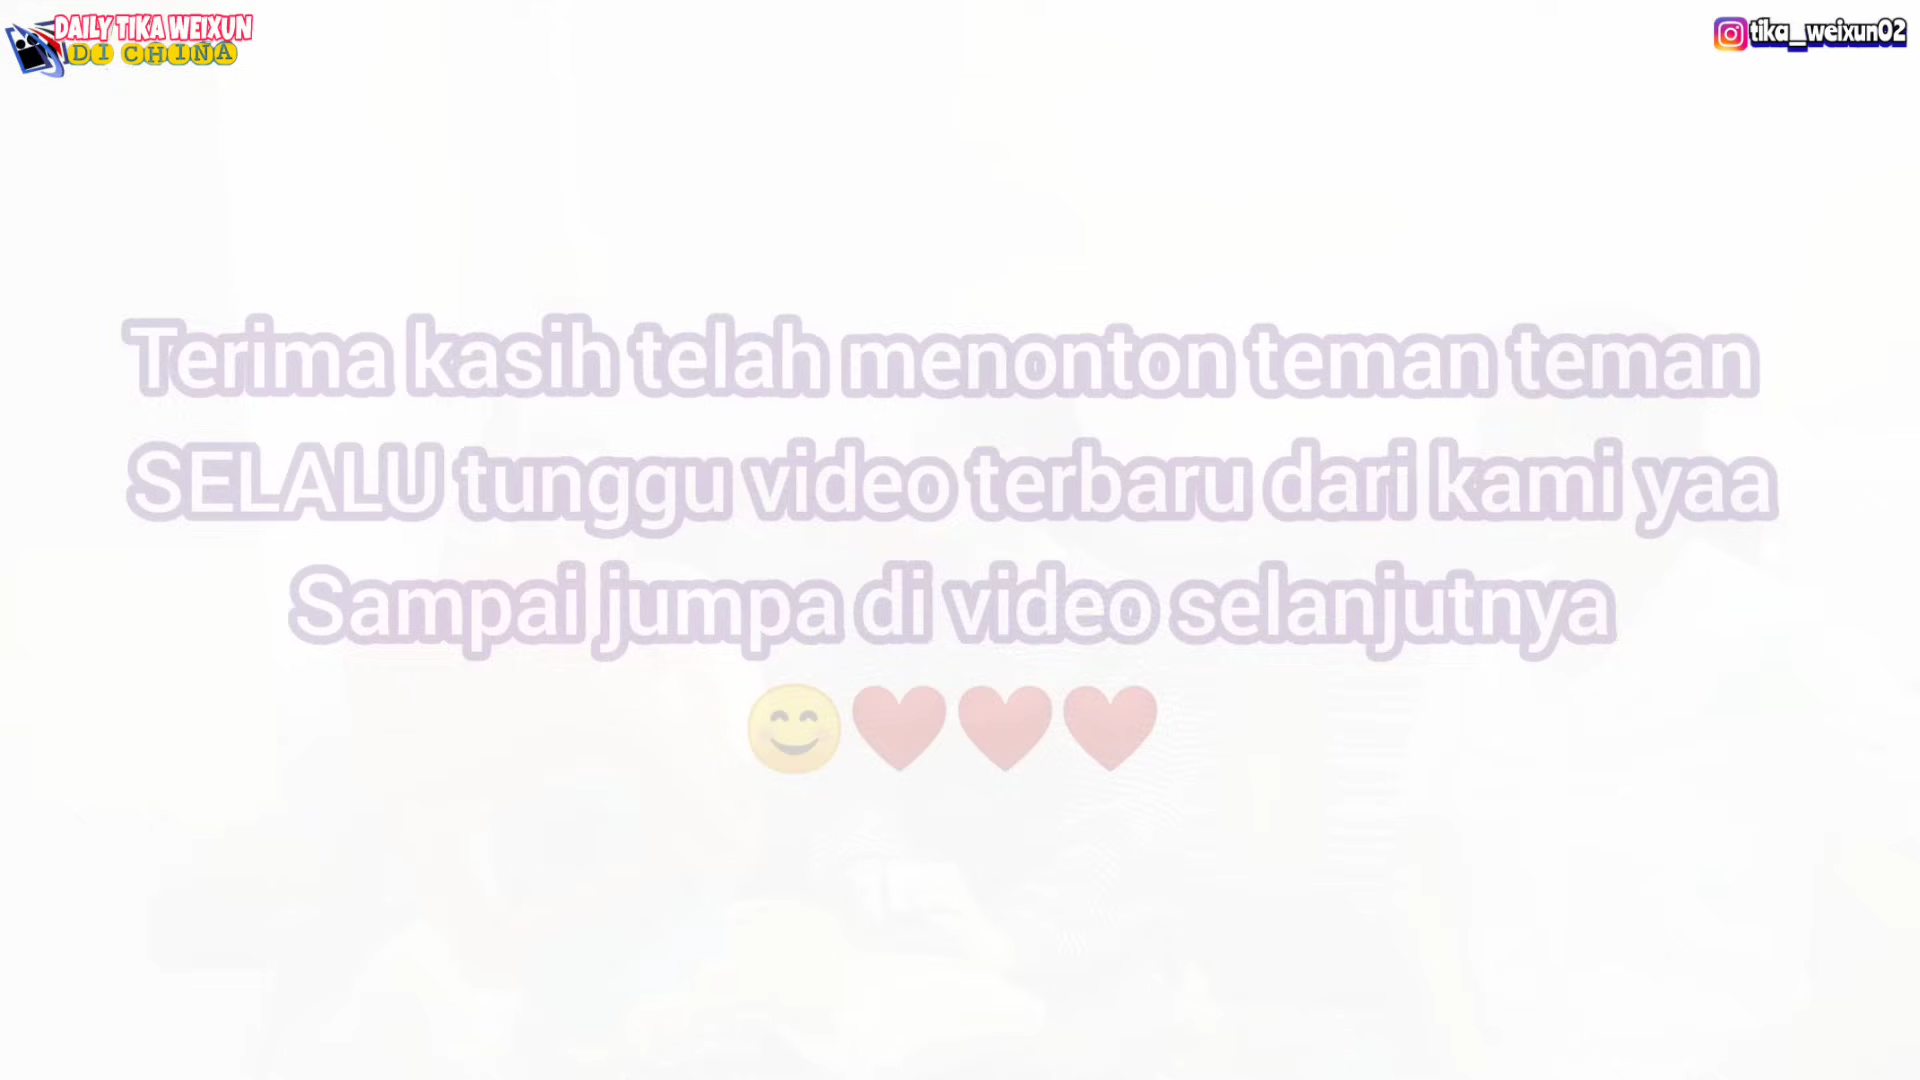 DAILY TIKA WEIXUN
DI CHINA
tika_weixun02
Terima kasih telah menonton teman teman
SELALU tunggu video terbaru dari kami yaa
Sampai jumpa di video selanjutnya
😊❤️❤️❤️